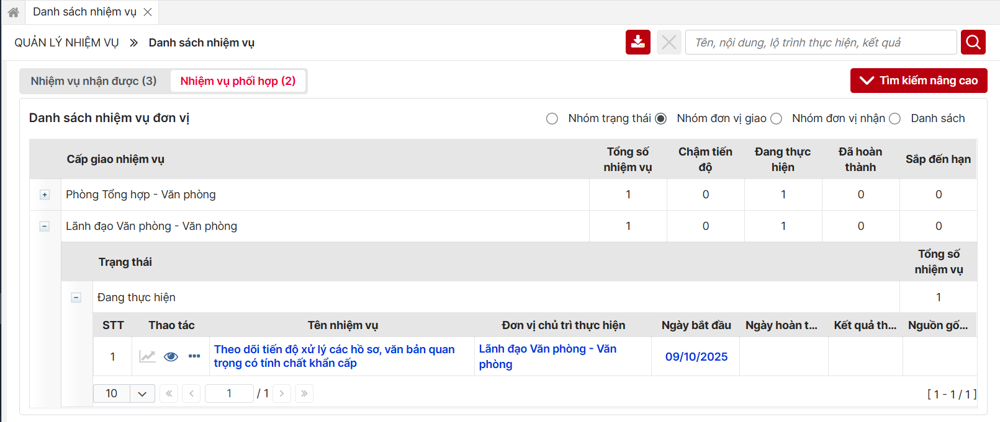 Danh sách nhiệm vụ
QUẢN LÝ NHIỆM VỤ » Danh sách nhiệm vụ
Tên, nội dung, lộ trình thực hiện, kết quả
Nhiệm vụ nhận được (3) Nhiệm vụ phối hợp (2)
Tìm kiếm nâng cao
Danh sách nhiệm vụ đơn vị
Nhóm trạng thái Nhóm đơn vị giao Nhóm đơn vị nhận Danh sách
Cấp giao nhiệm vụ
Tổng số
nhiệm vụ
Chậm tiến
độ
Đang thực
hiện
Đã hoàn
thành
Sắp đến hạn
Phòng Tổng hợp - Văn phòng 1 0 1 0 0
Lãnh đạo Văn phòng - Văn phòng 1 0 1 0 0
Trạng thái
Tổng số
nhiệm vụ
Đang thực hiện 1
STT Thao tác Tên nhiệm vụ Đơn vị chủ trì thực hiện Ngày bắt đầu Ngày hoàn t... Kết quả th... Nguồn gố...
1
Theo dõi tiến độ xử lý các hồ sơ, văn bản quan
trọng có tính chất khẩn cấp
Lãnh đạo Văn phòng - Văn
phòng
09/10/2025
10 « ‹ 1 / 1 › »
[ 1 - 1 / 1 ]